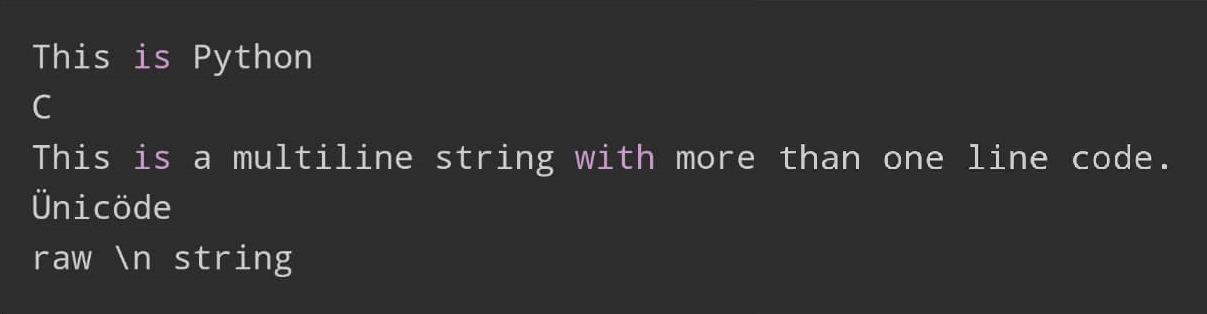 This is Python
C
This is a multiline string with more than one line code.
Ünicöde
raw \n string